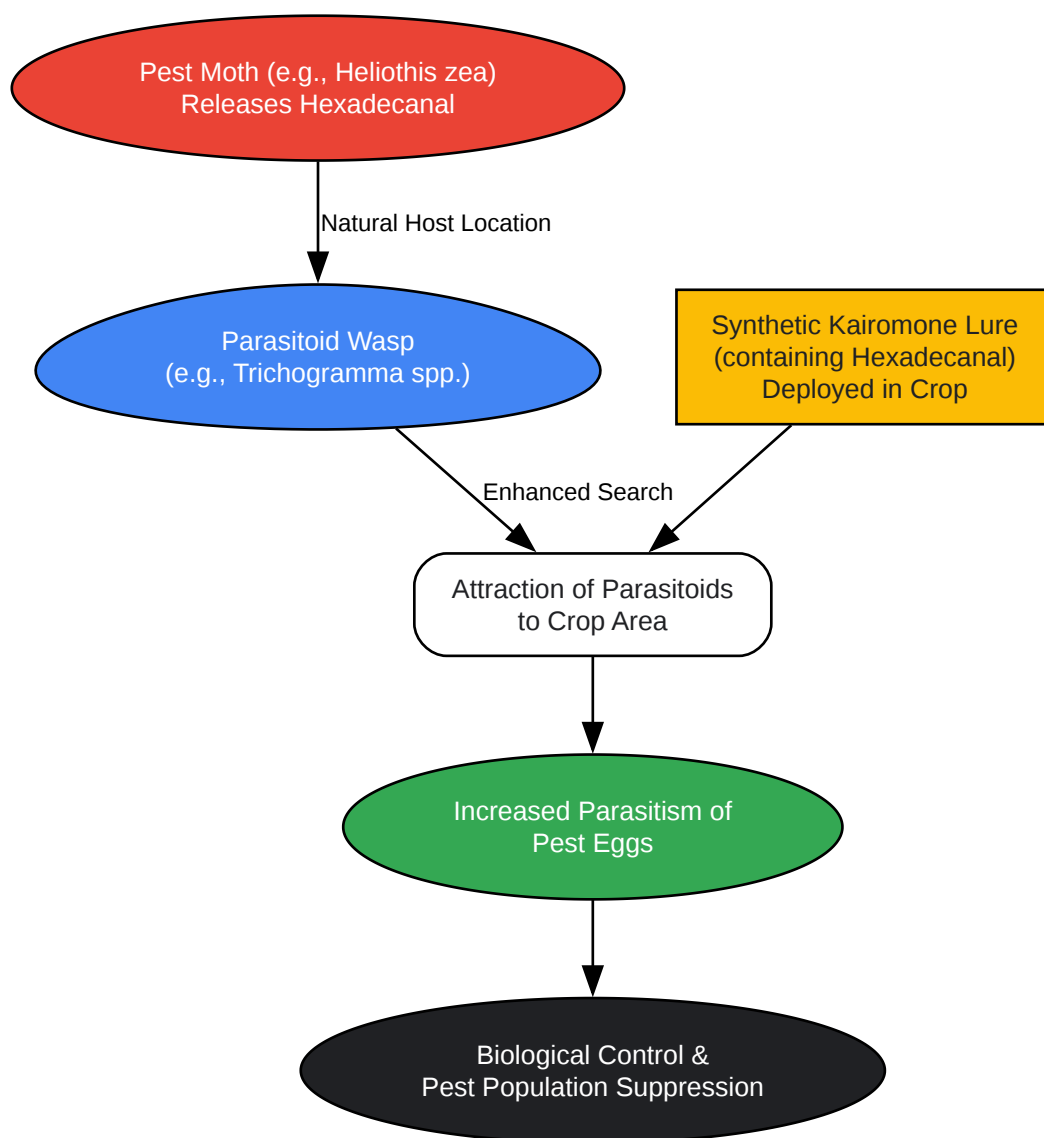 Pest Moth (e.g., Heliothis zea)
Releases Hexadecanal
Natural Host Location
Parasitoid Wasp
(e.g., Trichogramma spp.)
Synthetic Kairomone Lure
(containing Hexadecanal)
Deployed in Crop
Enhanced Search
Attraction of Parasitoids
to Crop Area
Increased Parasitism of
Pest Eggs
Biological Control &
Pest Population Suppression